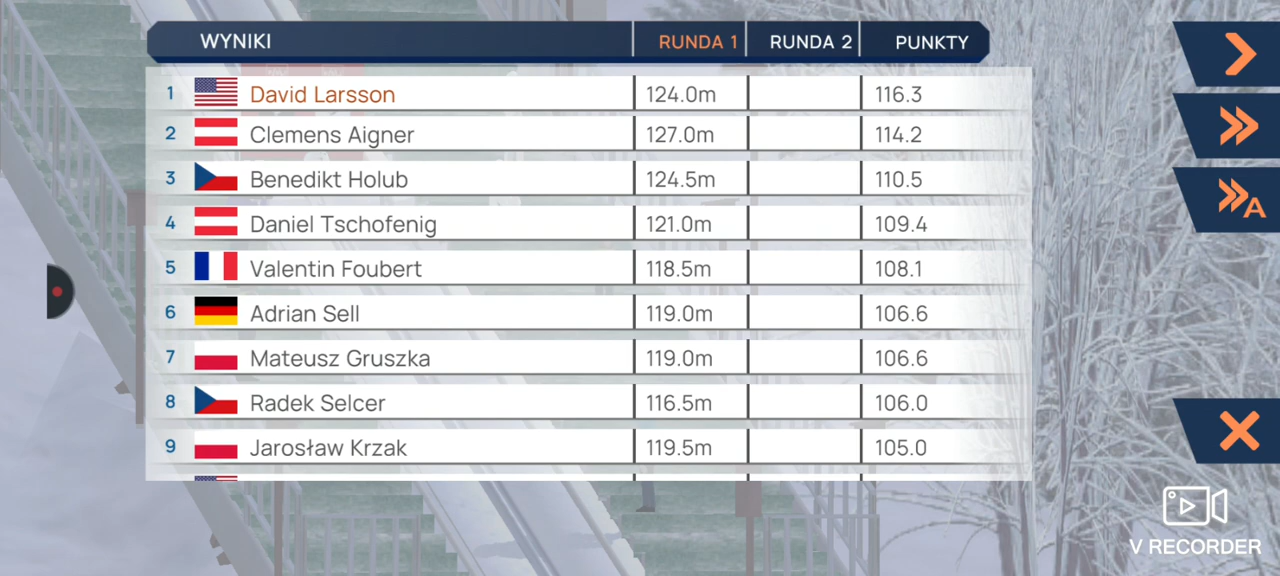 WYNIKI RUNDA 1 RUNDA 2 PUNKTY
1 David Larsson 124.0m 116.3
2 Clemens Aigner 127.0m 114.2
3 Benedikt Holub 124.5m 110.5
4 Daniel Tschofenig 121.0m 109.4
5 Valentin Foubert 118.5m 108.1
6 Adrian Sell 119.0m 106.6
7 Mateusz Gruszka 119.0m 106.6
8 Radek Selcer 116.5m 106.0
9 Jarosław Krzak 119.5m 105.0
A
V RECORDER